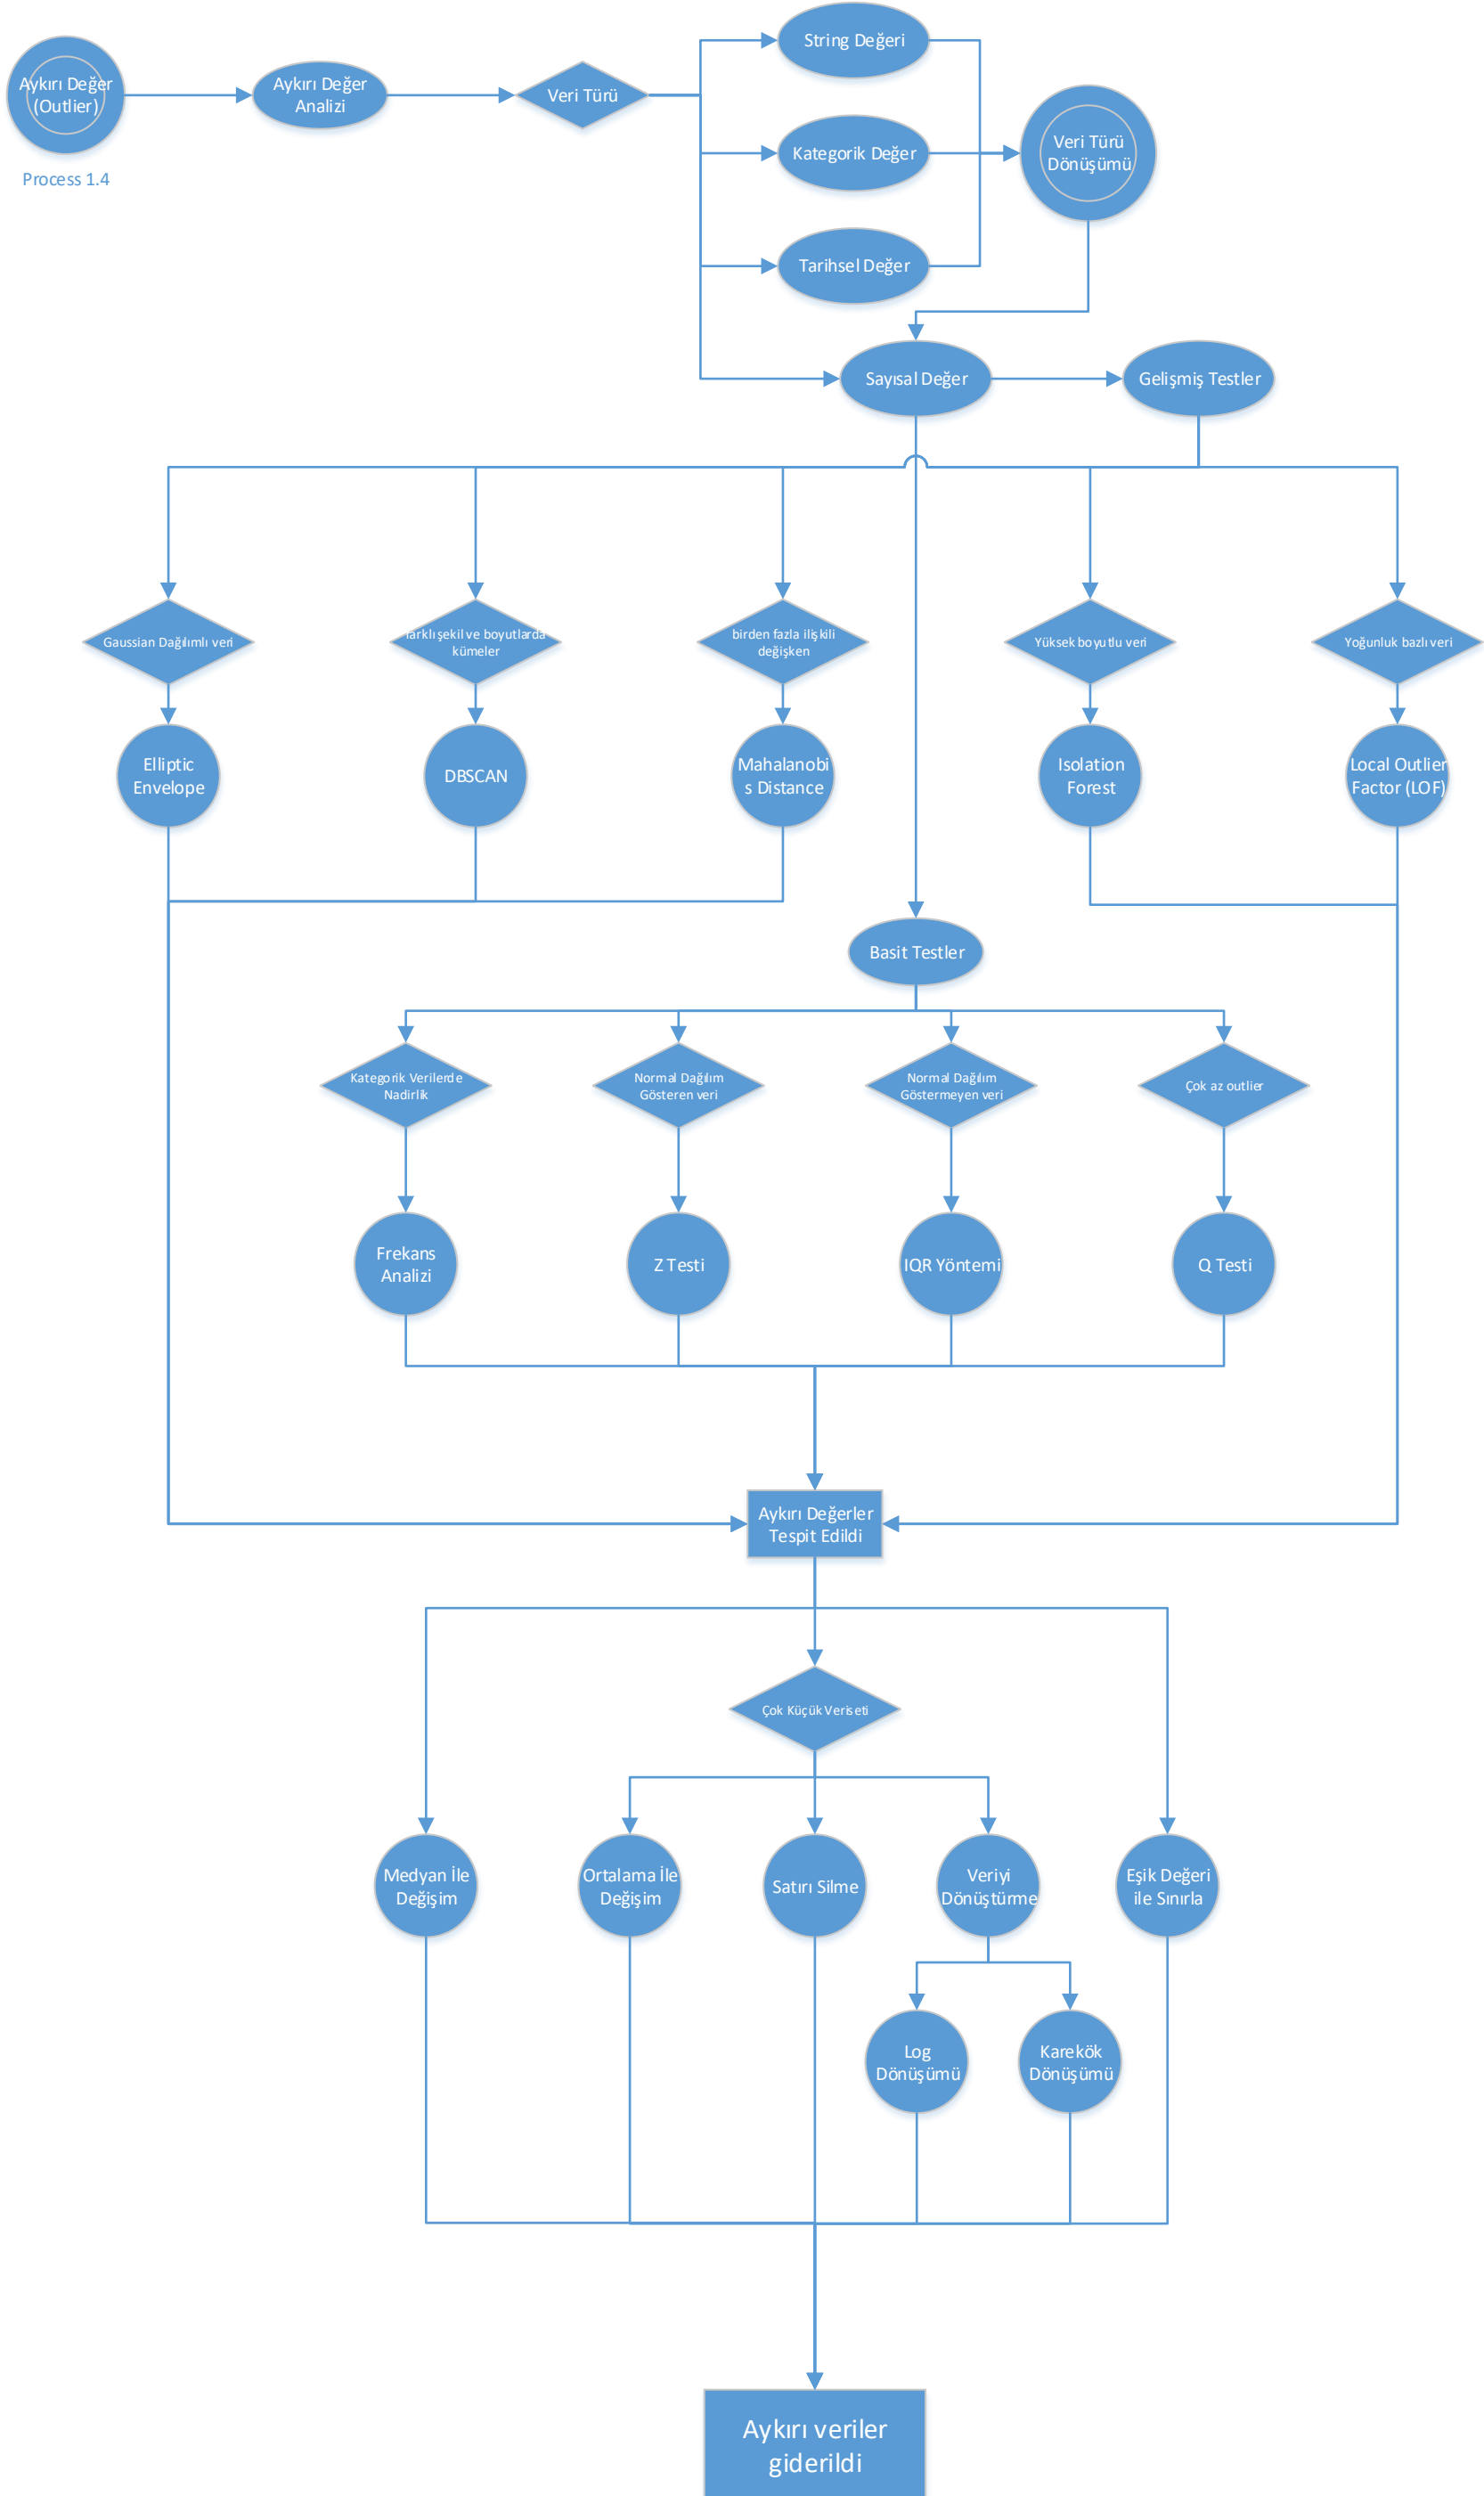 String Değeri
Aykırı Değer
(Outlier)
Aykırı Değer
Analizi
Veri Türü
Kategorik Değer
Veri Türü
Dönüşümü
Process 1.4
Tarihsel Değer
Sayısal Değer
Gelişmiş Testler
Gaussian Dağılımlı veri
farklı şekil ve boyutlarda
kümeler
birden fazla ilişkili
değişken
Yüksek boyutlu veri
Yoğunluk bazlı veri
Elliptic
Envelope
DBSCAN
Mahalanobi
s Distance
Isolation
Forest
Local Outlier
Factor (LOF)
Basit Testler
Kategorik Verilerde
Nadirlik
Normal Dağılım
Gösteren veri
Normal Dağılım
Göstermeyen veri
Çok az outlier
Frekans
Analizi
Z Testi
IQR Yöntemi
Q Testi
Aykırı Değerler
Tespit Edildi
Çok Küçük Veriseti
Medyan İle
Değişim
Ortalama İle
Değişim
Satırı Silme
Veriyi
Dönüştürme
Eşik Değeri
ile Sınırla
Log
Dönüşümü
Karekök
Dönüşümü
Aykırı veriler
giderildi